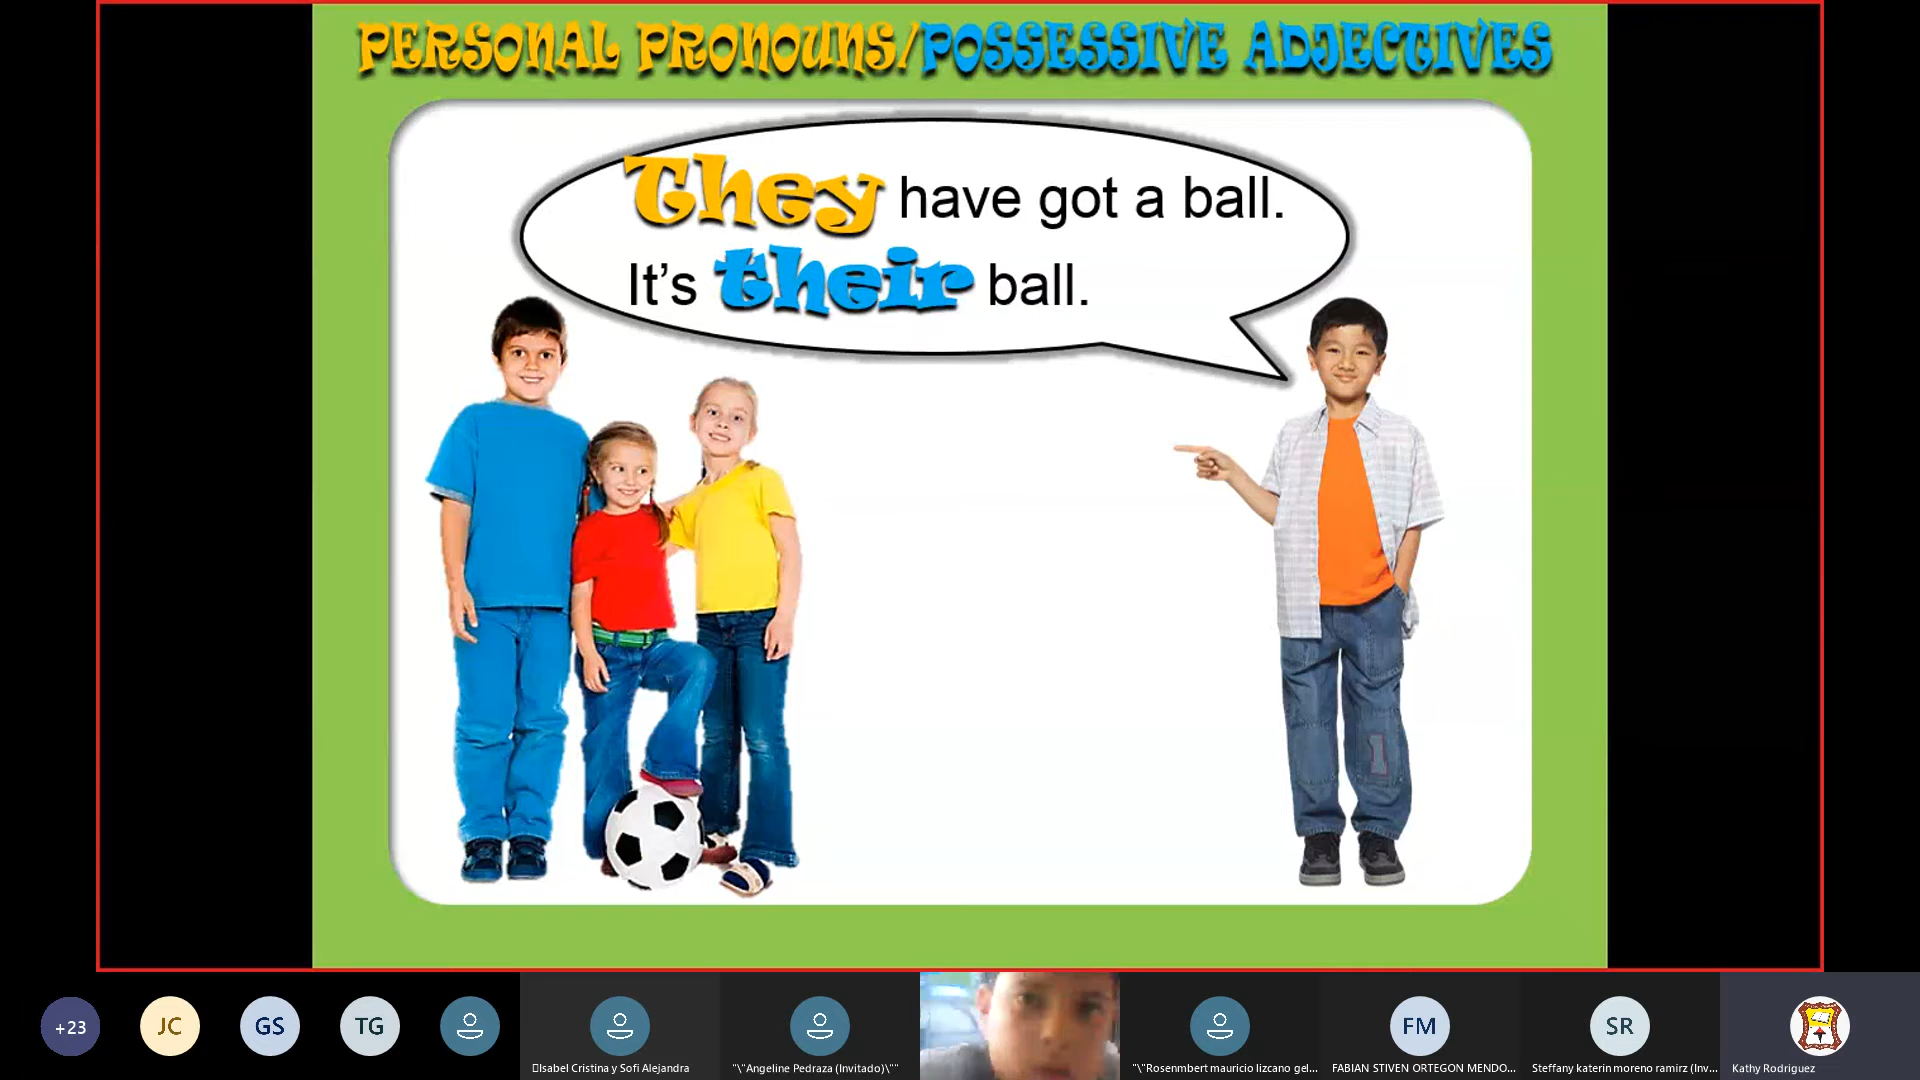 PERSONAL PRONOUNS/POSSESSIVE ADJECTIVES
They have got a ball.
It's their ball.
+23
JC
GS
TG
FM
SR
Isabel Cristina y Sofi Alejandra
"\"Angeline Pedraza (Invitado)\""
"\"Rosenmbert mauricio lizcano gel...
FABIAN STIVEN ORTEGON MENDO...
Steffany katerin moreno ramirz (Inv...
Kathy Rodriguez